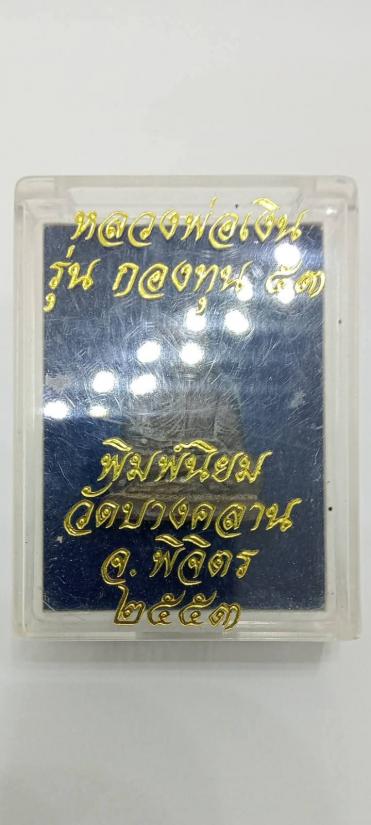 หลวงพ่อเงิน
รุ่น กองทุน ๕๓
พิมพ์นิยม
วัดบางคลาน
จ. พิจิตร
๒๕๕๓